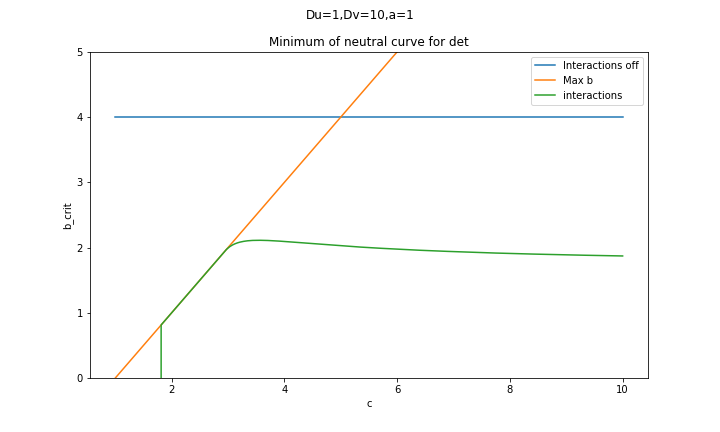 Du=1,Dv=10,a=1
Minimum of neutral curve for det
Interactions off
Max b
interactions
b_crit
5
4
3
2
1
0
2
4
6
8
10
c